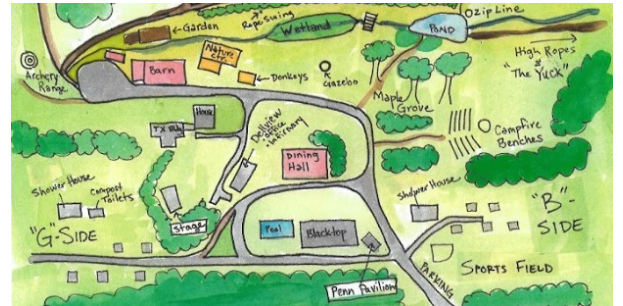 Garden
Rope Swing
Wetland
POND
Zip Line
High Ropes
&
"The Yuck"
Archery
Range
Barn
Nature
Ctr.
Donkeys
Gazebo
Maple
Grove
Campfire
Benches
House
Dellview
office
infirmary
Dining
Hall
Shower House
Compost
Toilets
Stage
"G"-SIDE
Pool
Blacktop
Penn Pavilion
Shower House
"B"-
SIDE
PARKING
SPORTS FIELD